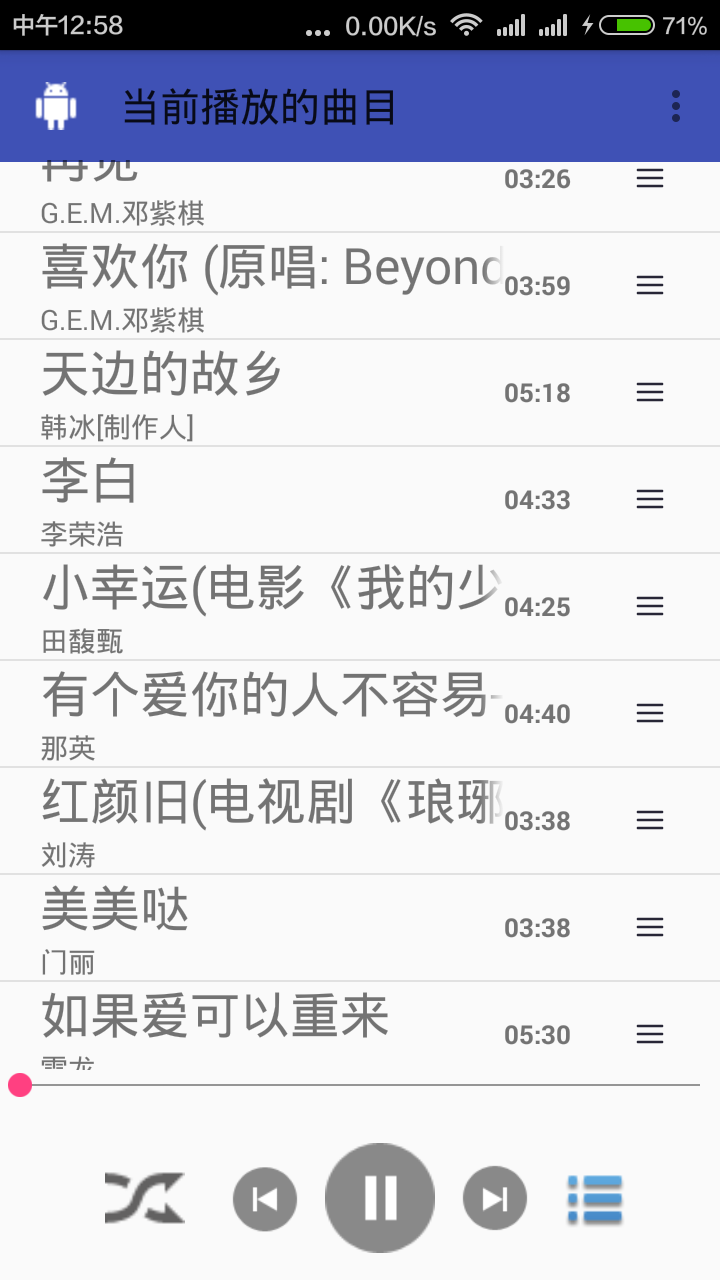 中午12:58
... 0.00K/s
71%
当前播放的曲目
再见
03:26
G.E.M.邓紫棋
喜欢你 (原唱: Beyond
03:59
G.E.M.邓紫棋
天边的故乡
05:18
韩冰[制作人]
李白
04:33
李荣浩
小幸运(电影《我的少
04:25
田馥甄
有个爱你的人不容易-
04:40
那英
红颜旧(电视剧《琅琊
03:38
刘涛
美美哒
03:38
门丽
如果爱可以重来
05:30